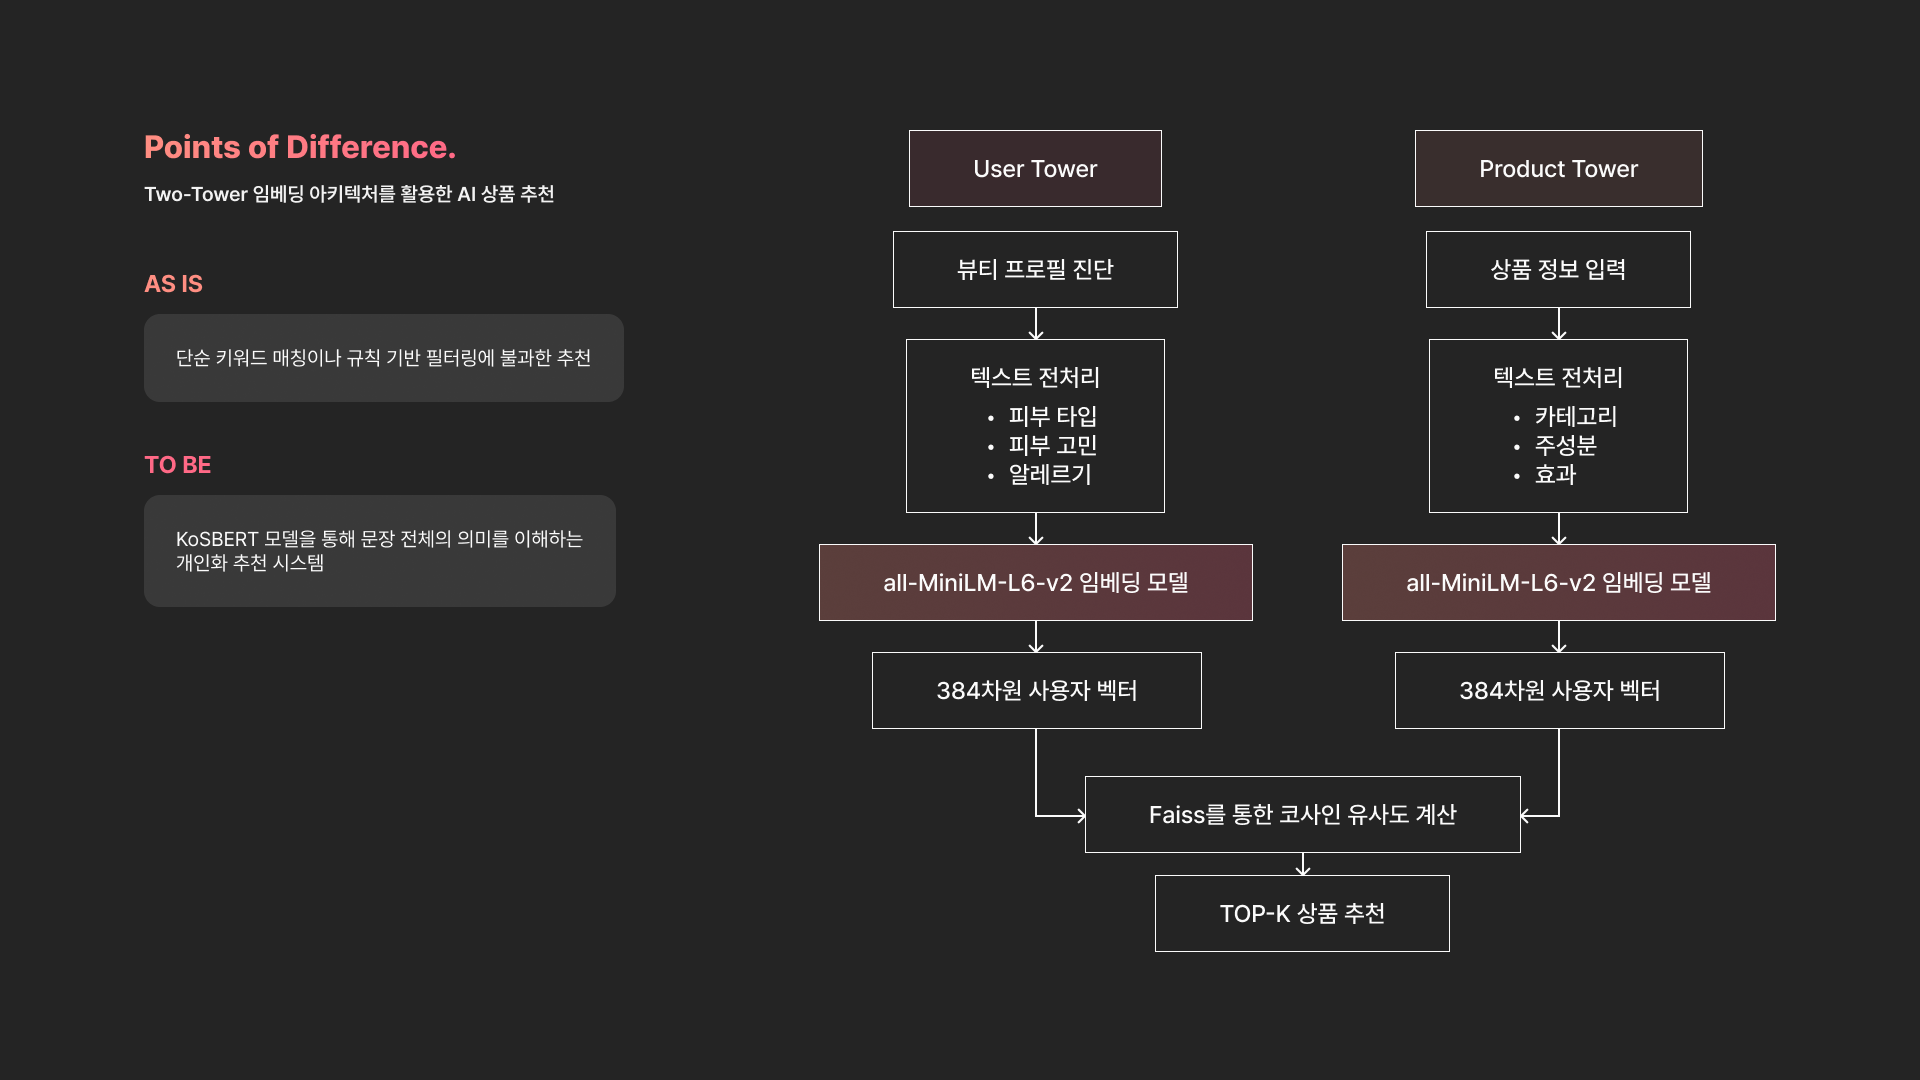 Points of Difference.
Two-Tower 임베딩 아키텍처를 활용한 AI 상품 추천
AS IS
단순 키워드 매칭이나 규칙 기반 필터링에 불과한 추천
TO BE
KoSBERT 모델을 통해 문장 전체의 의미를 이해하는
개인화 추천 시스템
User Tower
뷰티 프로필 진단
텍스트 전처리
• 피부 타입
• 피부 고민
• 알레르기
all-MiniLM-L6-v2 임베딩 모델
384차원 사용자 벡터
Product Tower
상품 정보 입력
텍스트 전처리
• 카테고리
• 주성분
• 효과
all-MiniLM-L6-v2 임베딩 모델
384차원 사용자 벡터
Faiss를 통한 코사인 유사도 계산
TOP-K 상품 추천